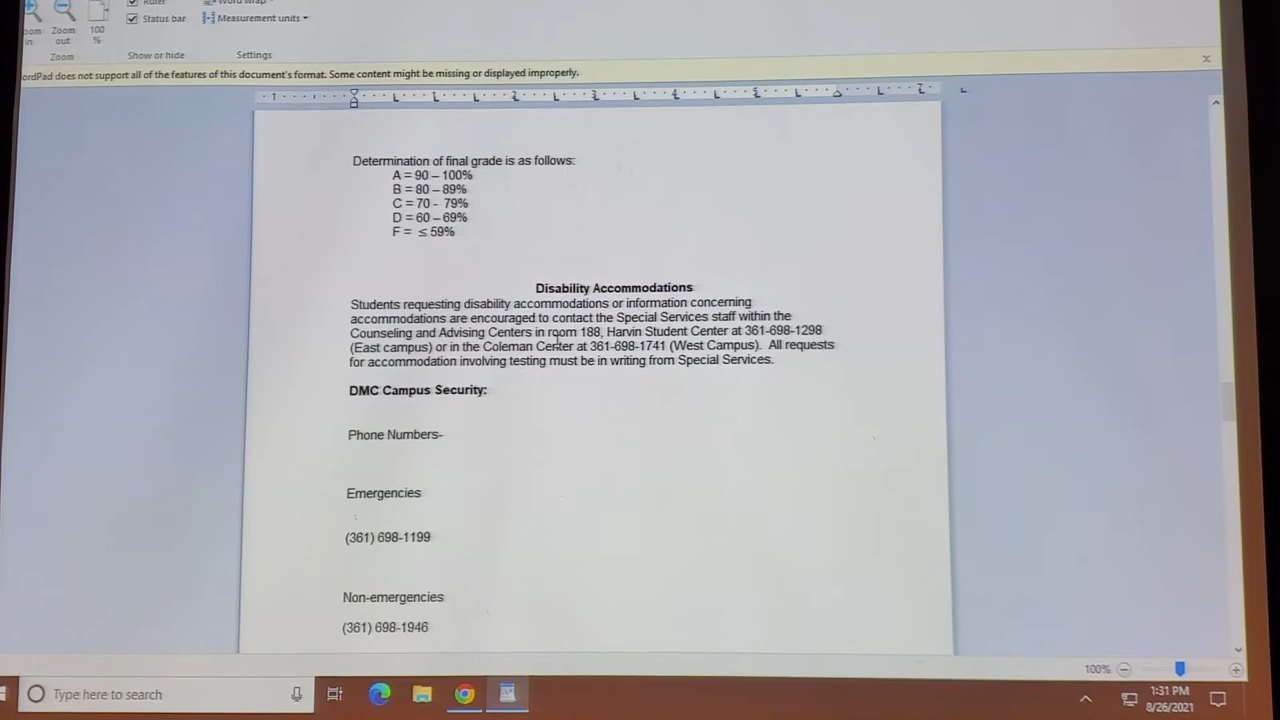 Ruler
Word wrap
Zoom in
Zoom out
100 %
Status bar
Measurement units
Zoom
Show or hide
Settings
ordPad does not support all of the features of this document's format. Some content might be missing or displayed improperly.
Determination of final grade is as follows:
A = 90 – 100%
B = 80 – 89%
C = 70 - 79%
D = 60 – 69%
F = ≤ 59%
Disability Accommodations
Students requesting disability accommodations or information concerning
accommodations are encouraged to contact the Special Services staff within the
Counseling and Advising Centers in room 188, Harvin Student Center at 361-698-1298
(East campus) or in the Coleman Center at 361-698-1741 (West Campus). All requests
for accommodation involving testing must be in writing from Special Services.
DMC Campus Security:
Phone Numbers-
Emergencies
(361) 698-1199
Non-emergencies
(361) 698-1946
100%
Type here to search
1:31 PM
8/26/2021